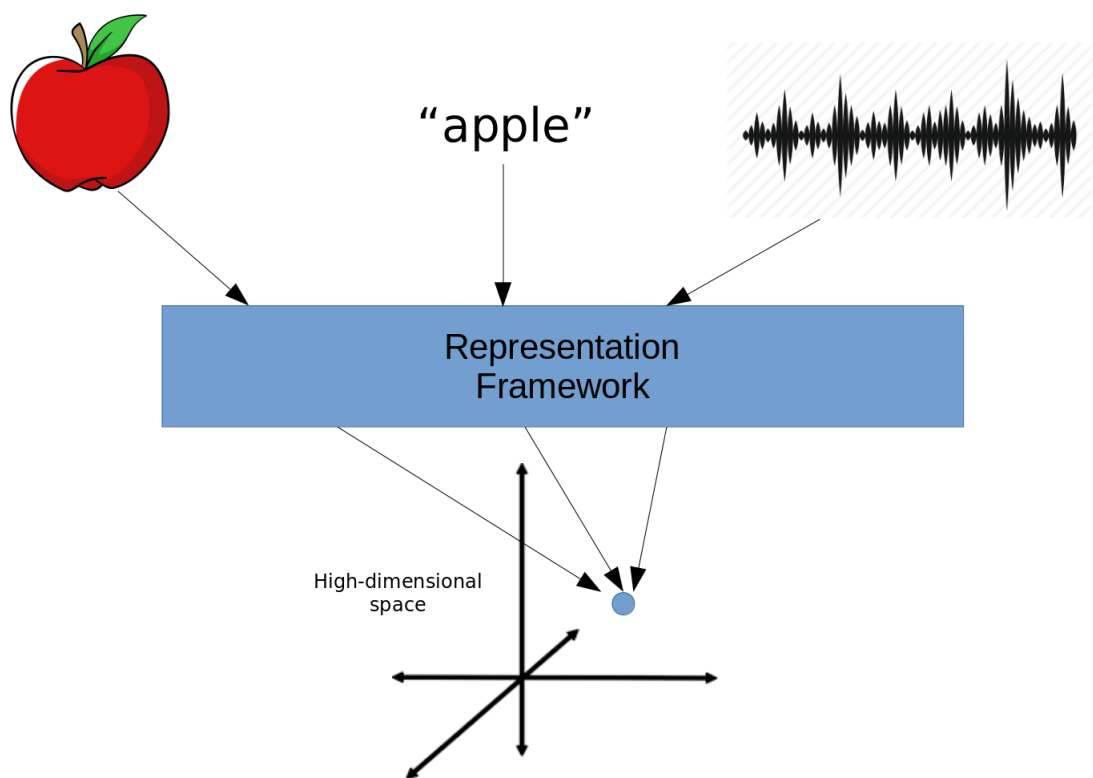 “apple”
Representation
Framework
High-dimensional
space